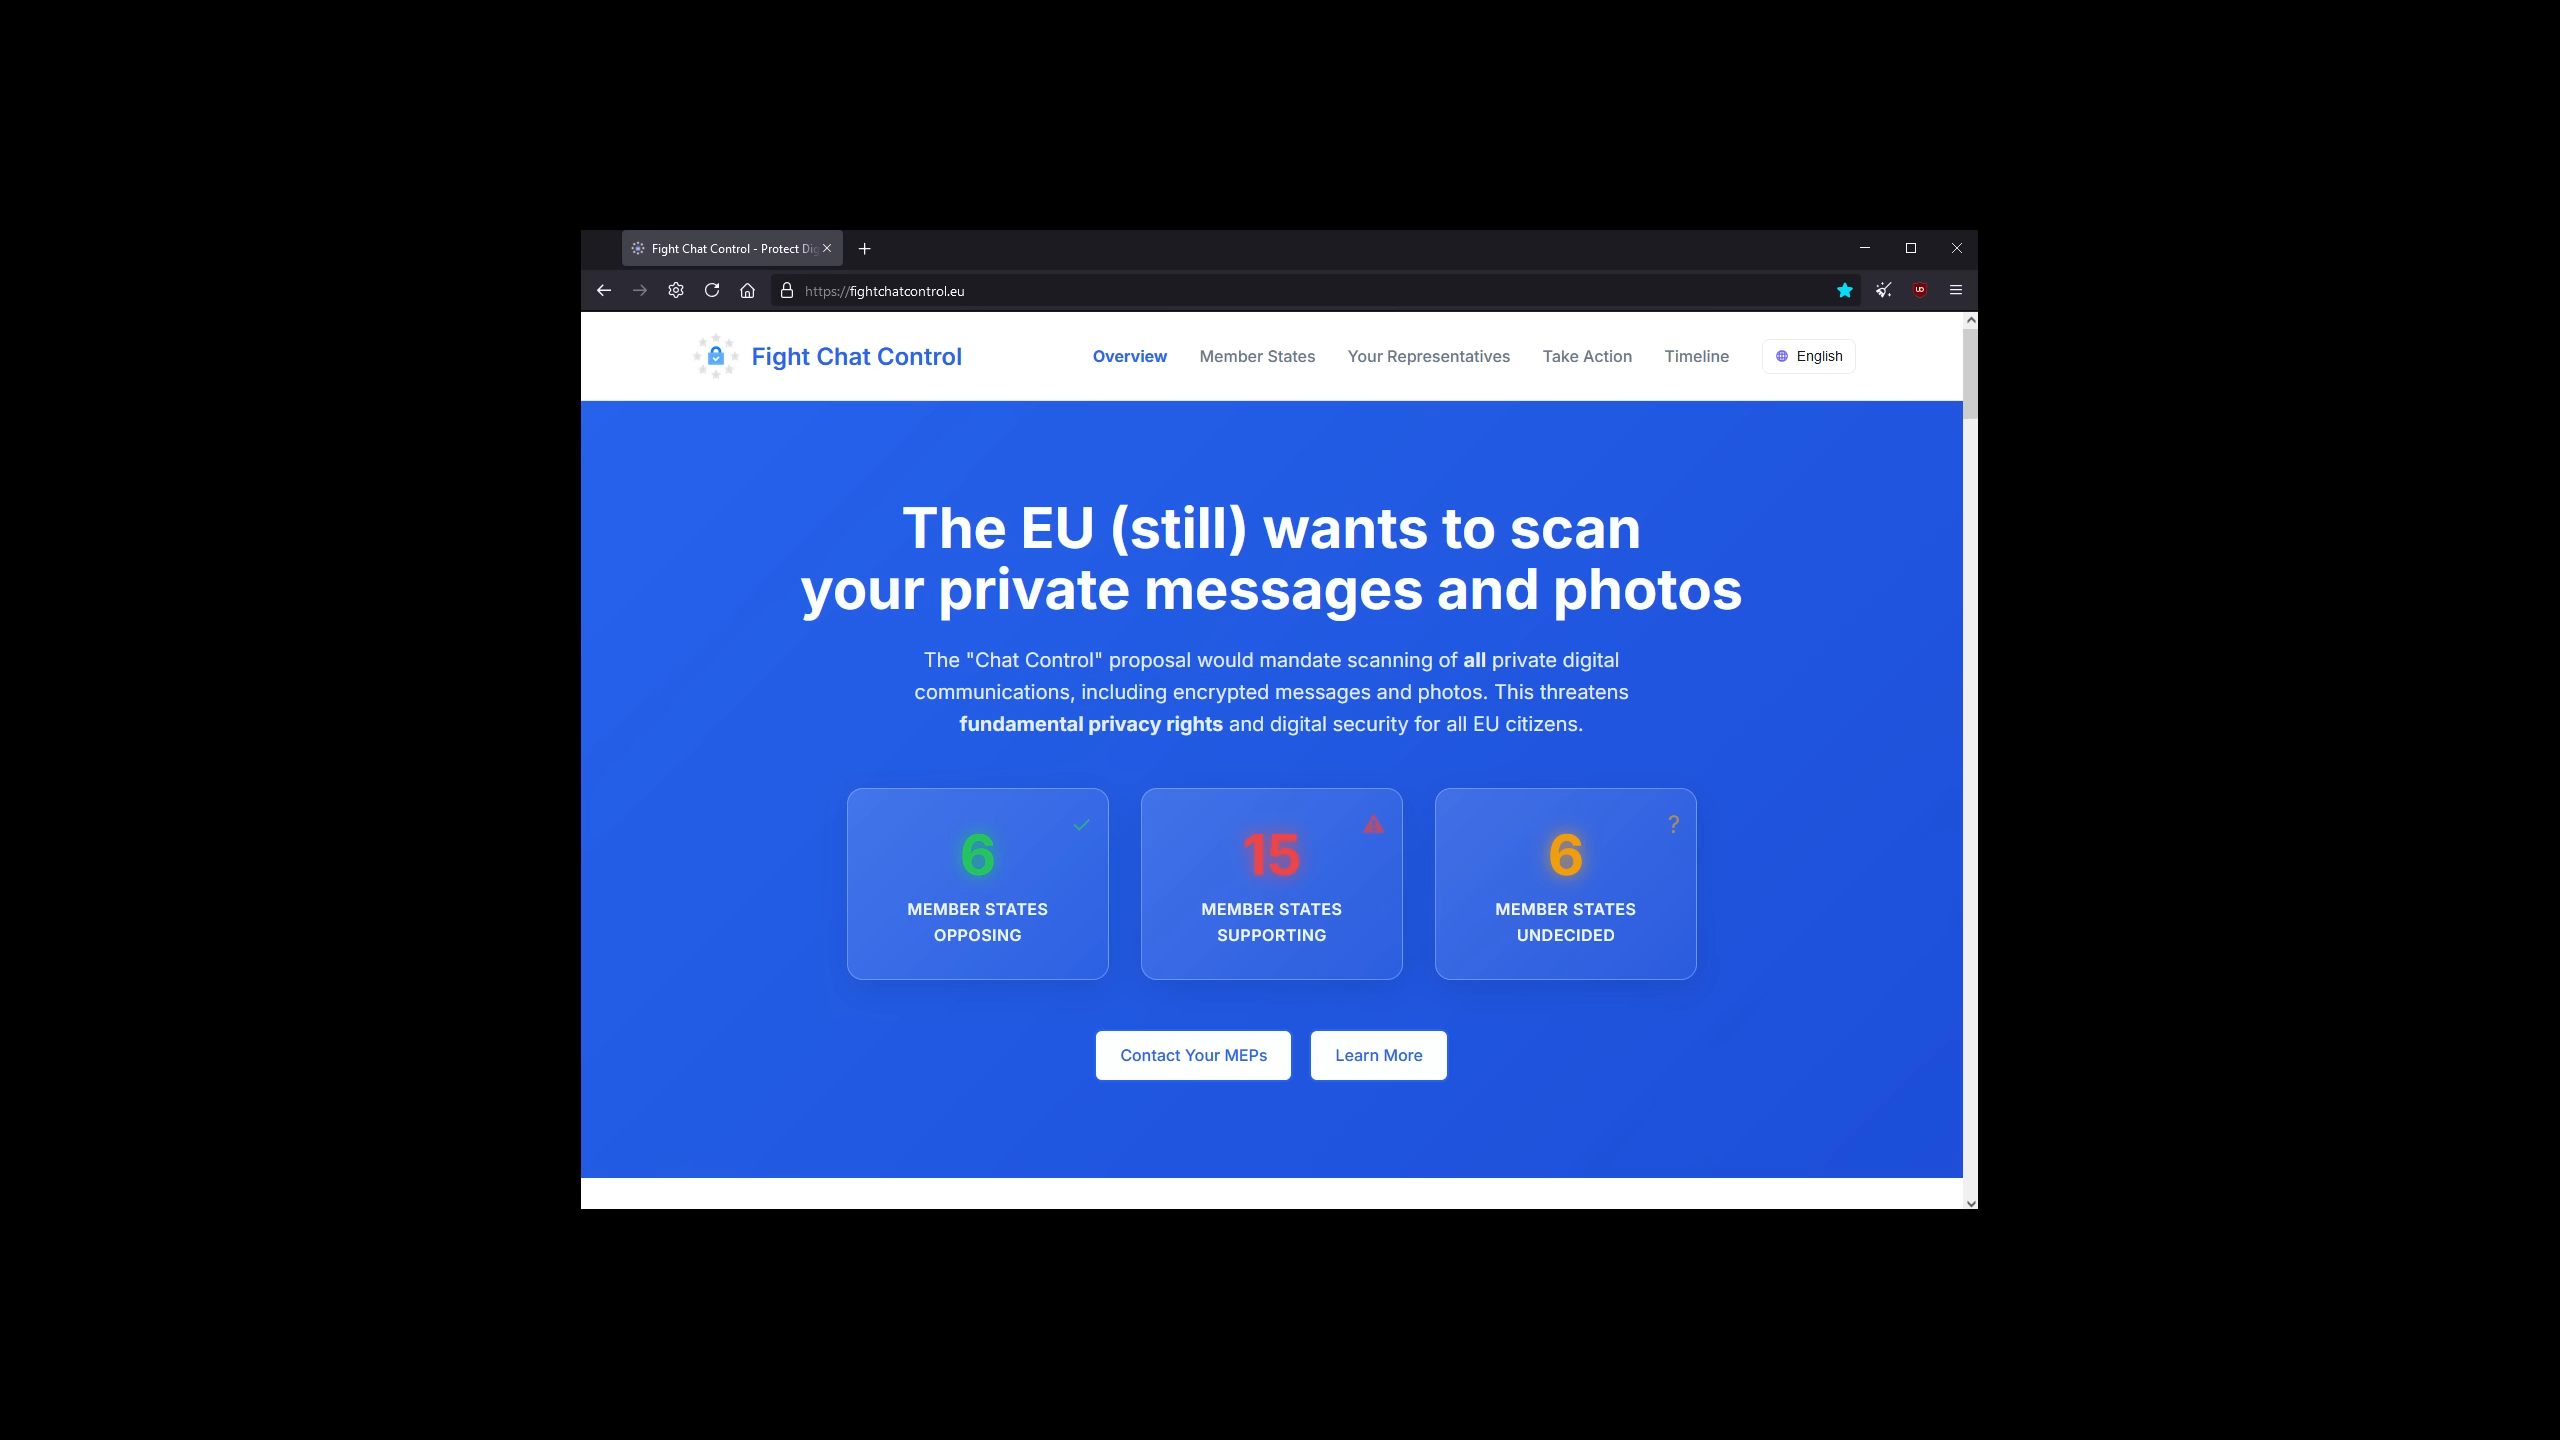 Fight Chat Control - Protect Dig
https://fightchatcontrol.eu
Fight Chat Control
Overview
Member States
Your Representatives
Take Action
Timeline
English
The EU (still) wants to scan
your private messages and photos
The "Chat Control" proposal would mandate scanning of all private digital
communications, including encrypted messages and photos. This threatens
fundamental privacy rights and digital security for all EU citizens.
6
MEMBER STATES
OPPOSING
15
MEMBER STATES
SUPPORTING
?
6
MEMBER STATES
UNDECIDED
Contact Your MEPs
Learn More